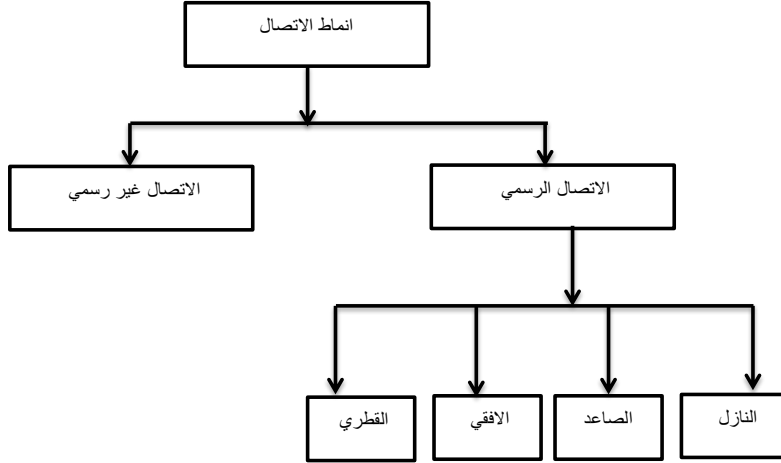 انماط الاتصال
الاتصال الرسمي
الاتصال غير رسمي
النازل
الصاعد
الافقي
القطري